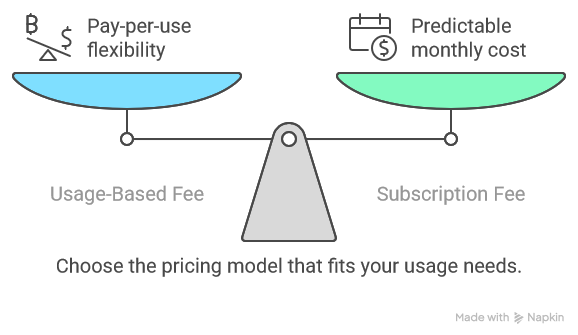 Pay-per-use
flexibility
Predictable
monthly cost
Usage-Based Fee
Subscription Fee
Choose the pricing model that fits your usage needs.
Made with Napkin